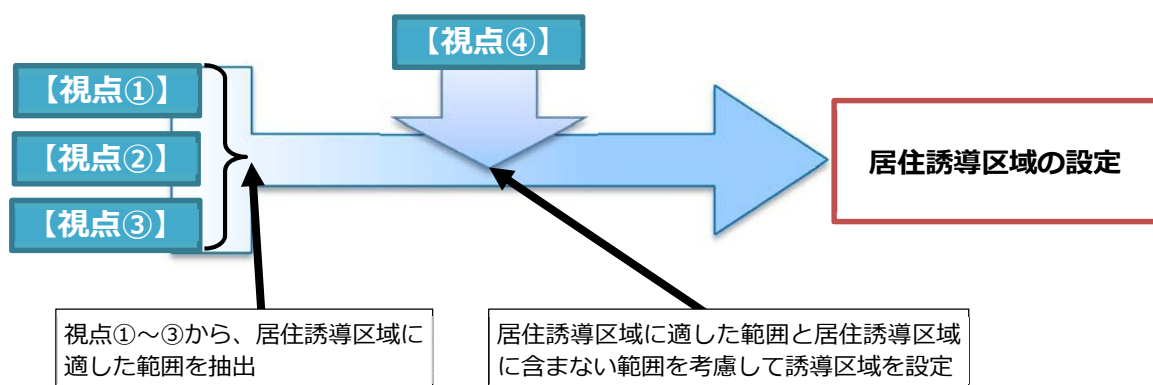 【視点④】
【視点①】
【視点②】
【視点③】
居住誘導区域の設定
視点①～③から、居住誘導区域に
適した範囲を抽出
居住誘導区域に適した範囲と居住誘導区域
に含まない範囲を考慮して誘導区域を設定